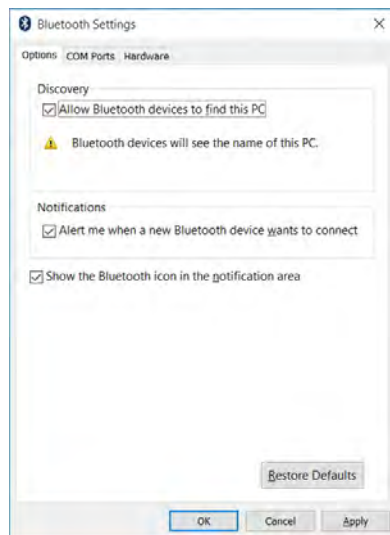 Bluetooth Settings
Options COM Ports Hardware
Discovery
Allow Bluetooth devices to find this PC
Bluetooth devices will see the name of this PC.
Notifications
Alert me when a new Bluetooth device wants to connect
Show the Bluetooth icon in the notification area
Restore Defaults
OK Cancel Apply